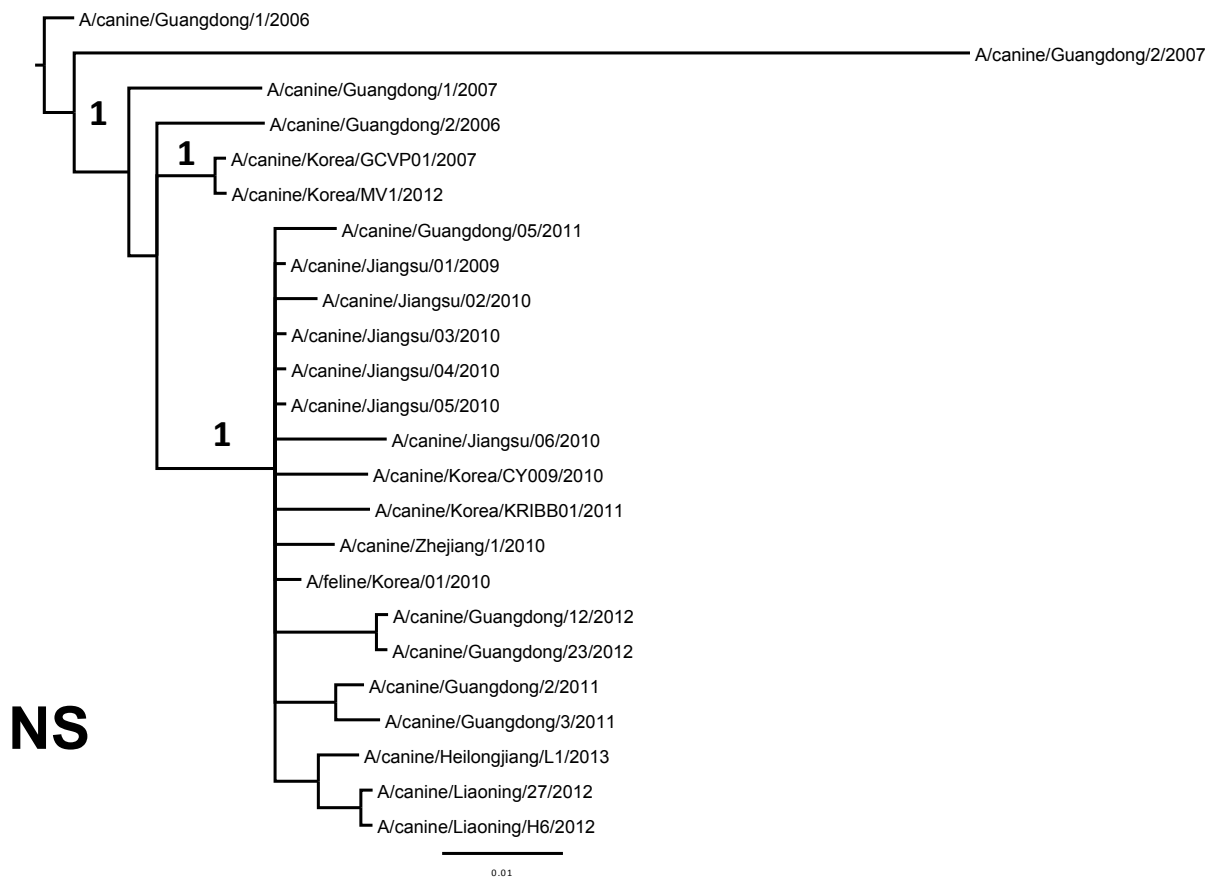 A/canine/Guangdong/1/2006
A/canine/Guangdong/2/2007
A/canine/Guangdong/1/2007
1
A/canine/Guangdong/2/2006
1
A/canine/Korea/GCVP01/2007
A/canine/Korea/MV1/2012
A/canine/Guangdong/05/2011
A/canine/Jiangsu/01/2009
A/canine/Jiangsu/02/2010
A/canine/Jiangsu/03/2010
A/canine/Jiangsu/04/2010
A/canine/Jiangsu/05/2010
1
A/canine/Jiangsu/06/2010
A/canine/Korea/CY009/2010
A/canine/Korea/KRIBB01/2011
A/canine/Zhejiang/1/2010
A/feline/Korea/01/2010
A/canine/Guangdong/12/2012
A/canine/Guangdong/23/2012
A/canine/Guangdong/2/2011
A/canine/Guangdong/3/2011
NS
A/canine/Heilongjiang/L1/2013
A/canine/Liaoning/27/2012
A/canine/Liaoning/H6/2012
0.01